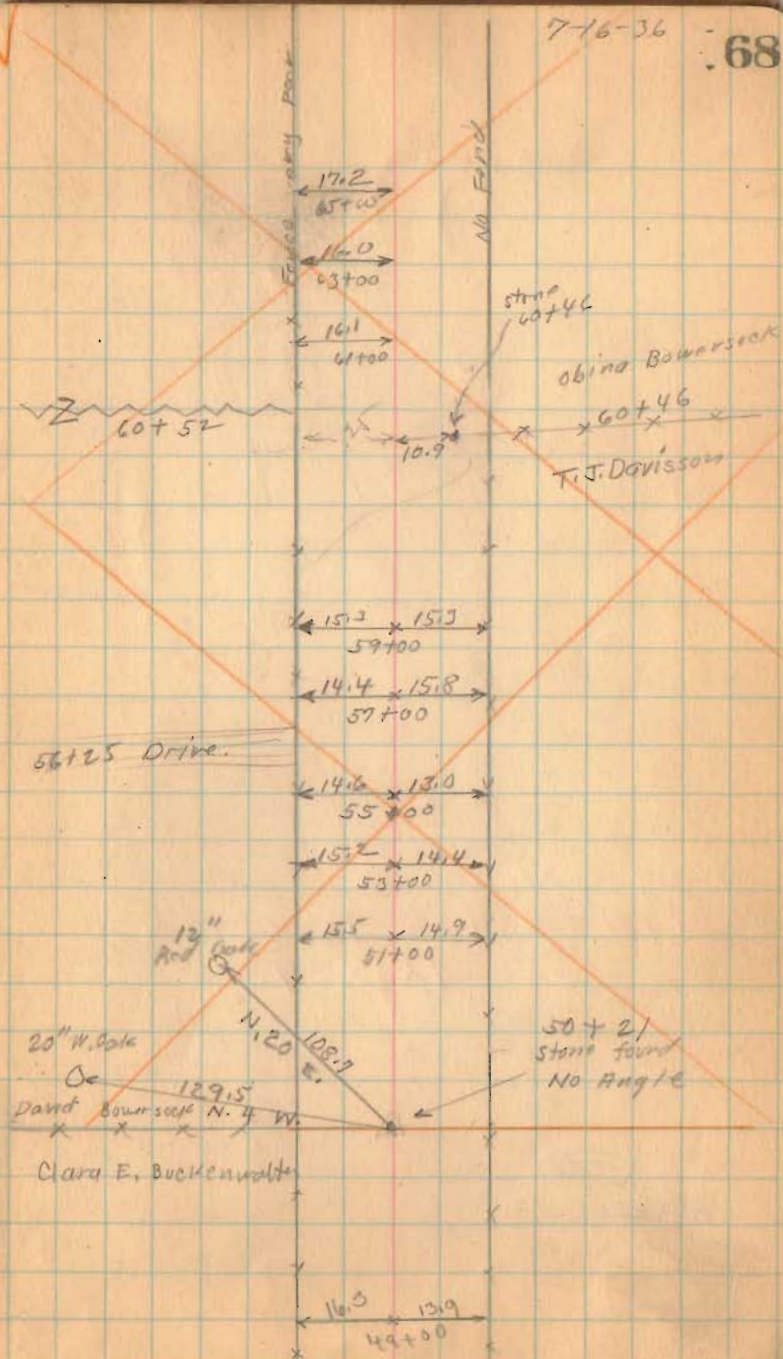 7-16-36
68
Fence very poor
No Fend
17.2
65+00
16.0
63+00
stone
60+46
16.1
61+00
obina Bowersock
Z
60+52
60+46
10.9
T.J. Davisson
15.3 15.3
59+00
14.4 15.8
57+00
56+25 Drive.
14.6 13.0
55+00
15.2 14.4
53+00
15.5 14.9
51+00
12"
Red Oak
N. 20 E.
108.7
50+21
stone found
No Angle
20" W. Oak
129.5
David Bowersock N. 4 W.
Clara E. Buckenwalter
16.3 13.9
49+00